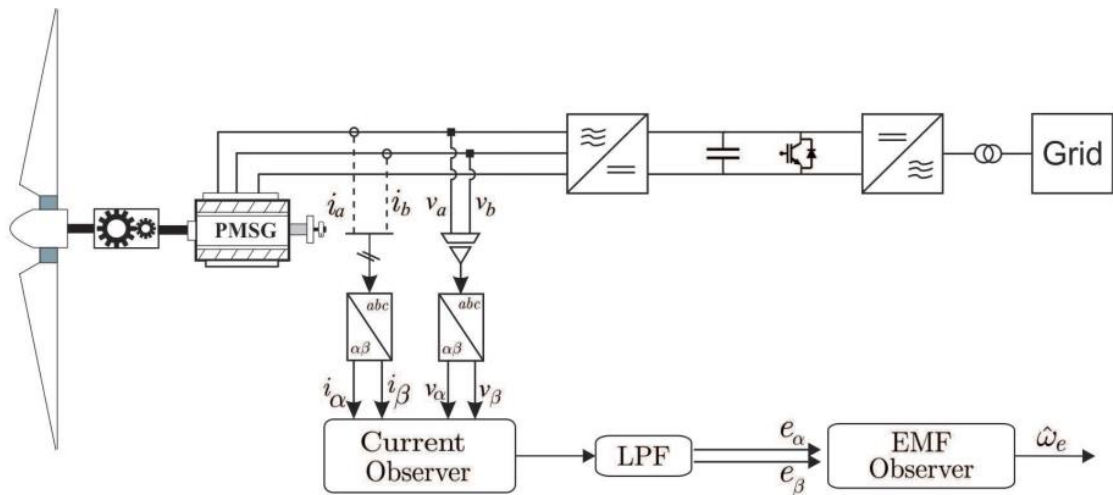 Grid
i_a
i_b
v_a
v_b
PMSG
abc
αβ
abc
αβ
i_α
i_β
v_α
v_β
Current
Observer
LPF
e_α
e_β
EMF
Observer
ω̂_e